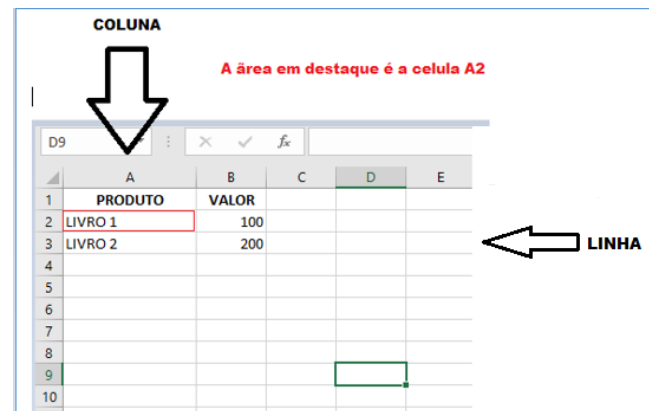 COLUNA
A ãrea em destaque é a celula A2
D9 fx
A B C D E
1 PRODUTO VALOR
2 LIVRO 1 100
3 LIVRO 2 200
LINHA
4
5
6
7
8
9
10